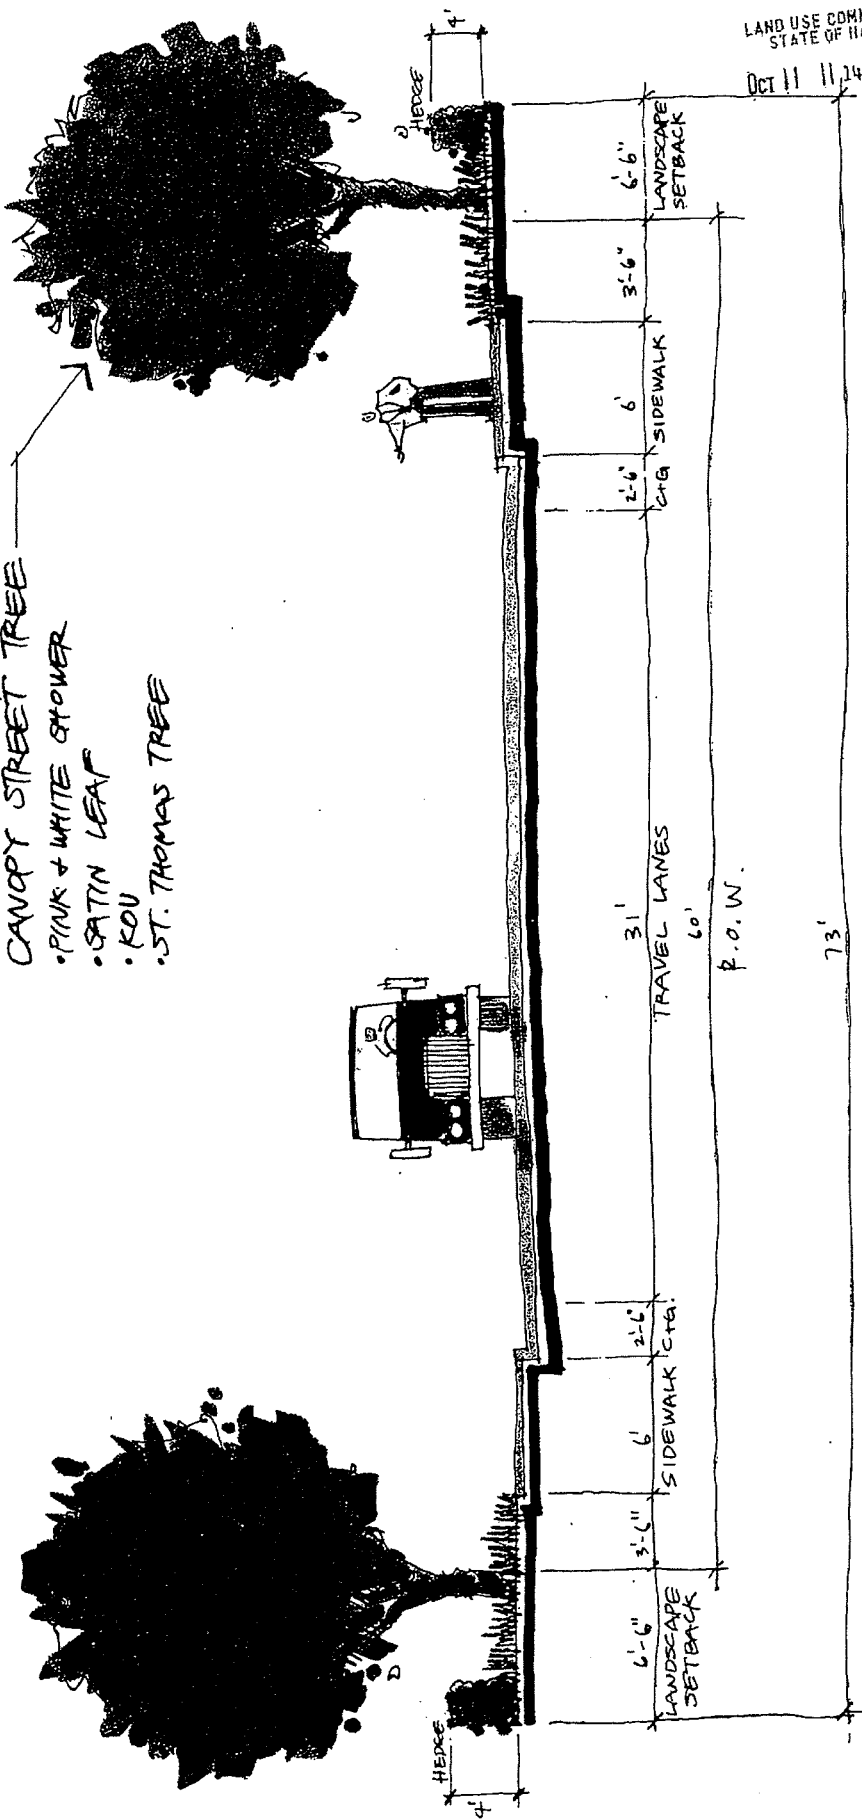 LAND USE COM
STATE OF HA
OCT 11 11 14
CANOPY STREET TREE
• PINK & WHITE SHOWER
• SATIN LEAF
• KOU
• ST. THOMAS TREE
HEDGE
4'
HEDGE
4'
6'-6"
3'-6"
6'
2'-6"
31'
2'-6"
6'
3'-6"
6'-6"
LANDSCAPE
SETBACK
SIDEWALK
C+G.
TRAVEL LANES
C+G
SIDEWALK
LANDSCAPE
SETBACK
60'
R.O.W.
73'